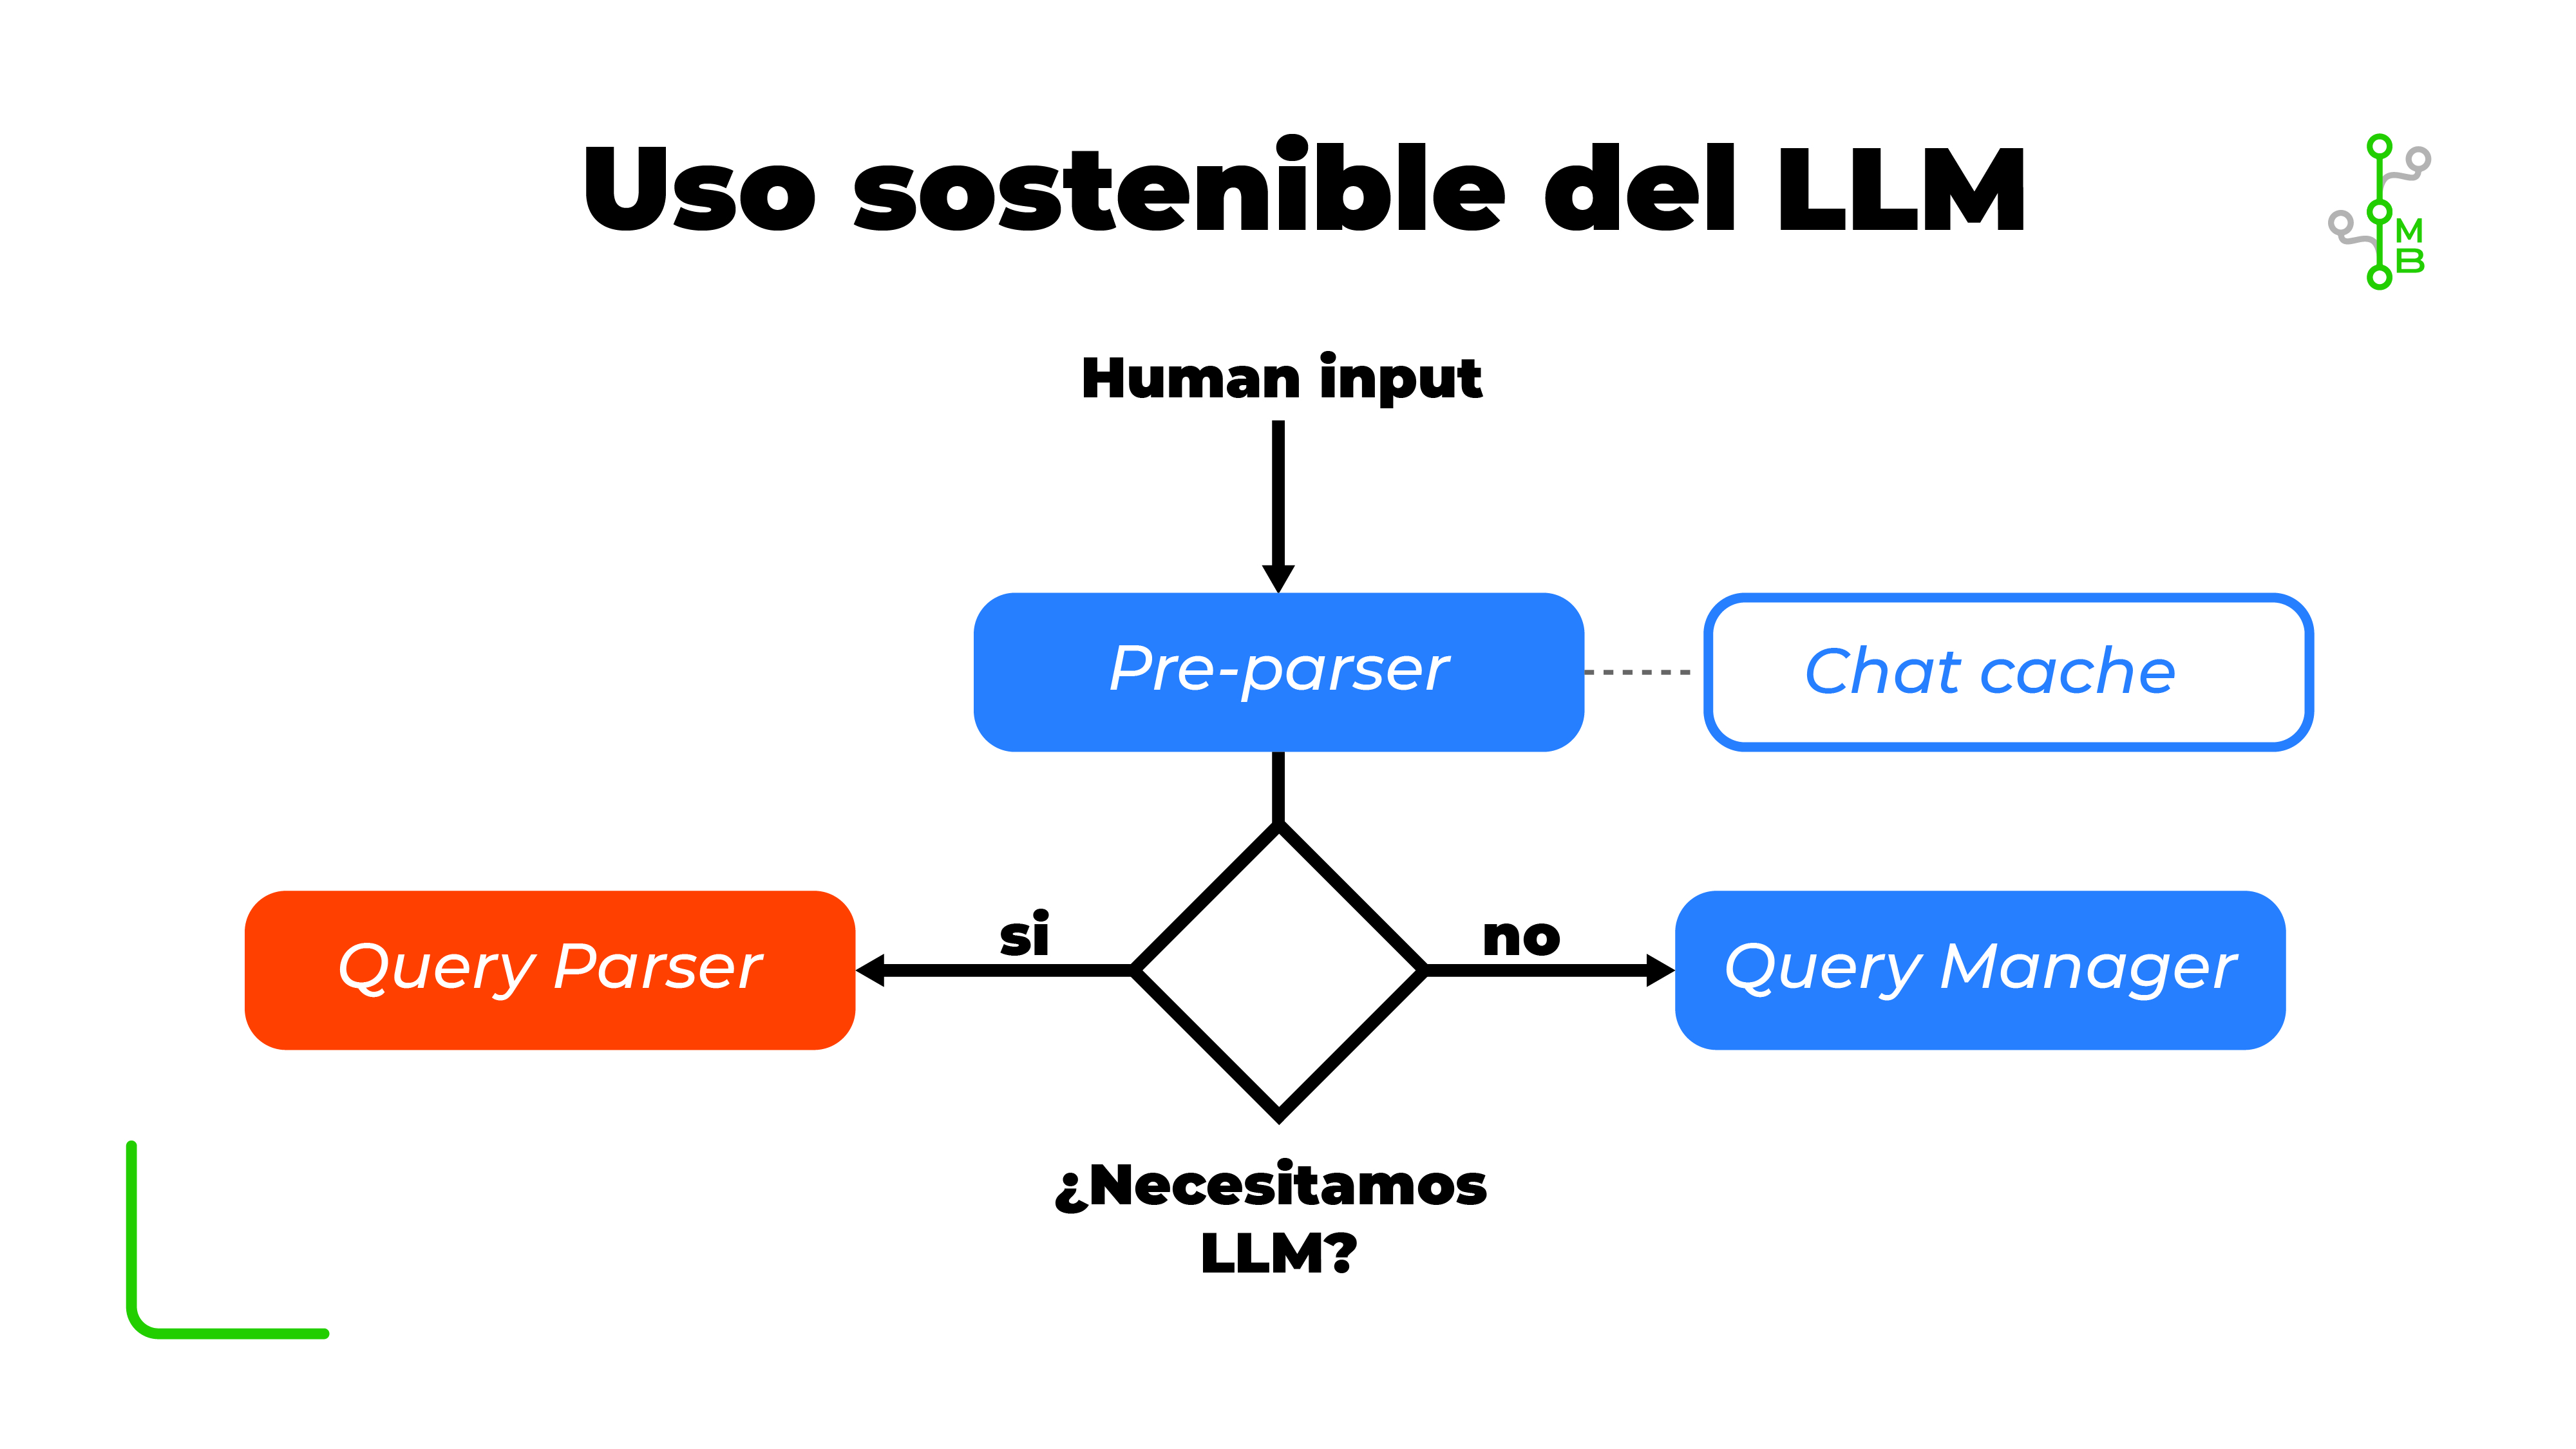 Uso sostenible del LLM
M
B
Human input
Pre-parser
Chat cache
si
no
Query Parser
Query Manager
¿Necesitamos
LLM?